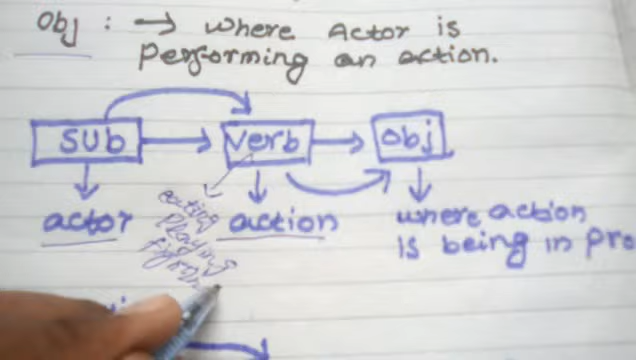 obj : → where Actor is
performing an action.
sub → verb → obj
actor
eating
playing
action
where action
is being in pro